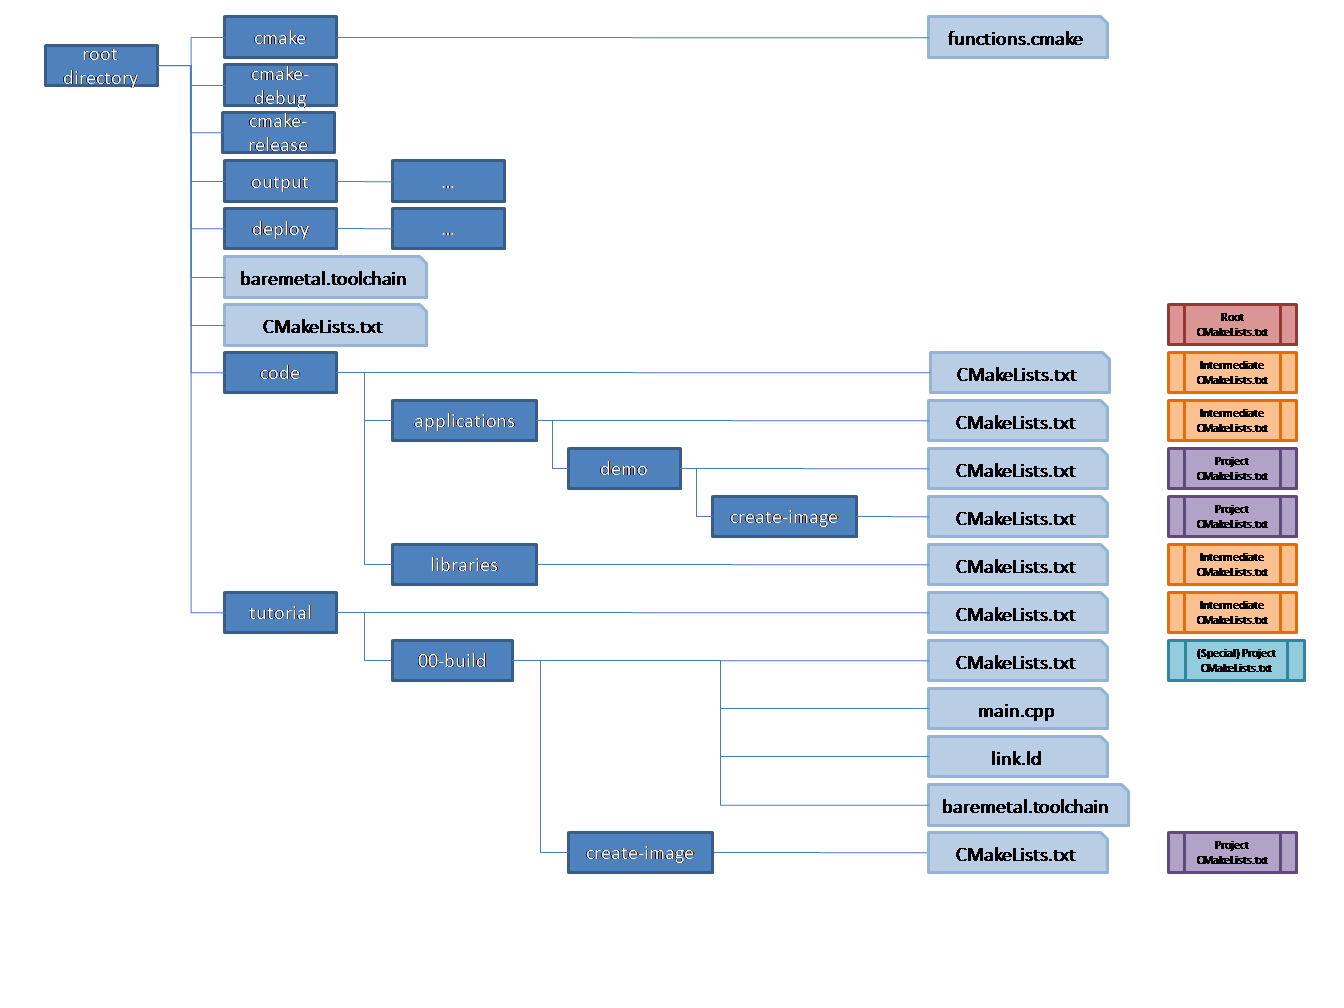 root
directory
cmake
functions.cmake
cmake-
debug
cmake-
release
output
...
deploy
...
baremetal.toolchain
CMakeLists.txt
Root
CMakeLists.txt
code
CMakeLists.txt
Intermediate
CMakeLists.txt
applications
CMakeLists.txt
Intermediate
CMakeLists.txt
demo
CMakeLists.txt
Project
CMakeLists.txt
create-image
CMakeLists.txt
Project
CMakeLists.txt
libraries
CMakeLists.txt
Intermediate
CMakeLists.txt
tutorial
CMakeLists.txt
Intermediate
CMakeLists.txt
00-build
CMakeLists.txt
(Special) Project
CMakeLists.txt
main.cpp
link.ld
baremetal.toolchain
create-image
CMakeLists.txt
Project
CMakeLists.txt